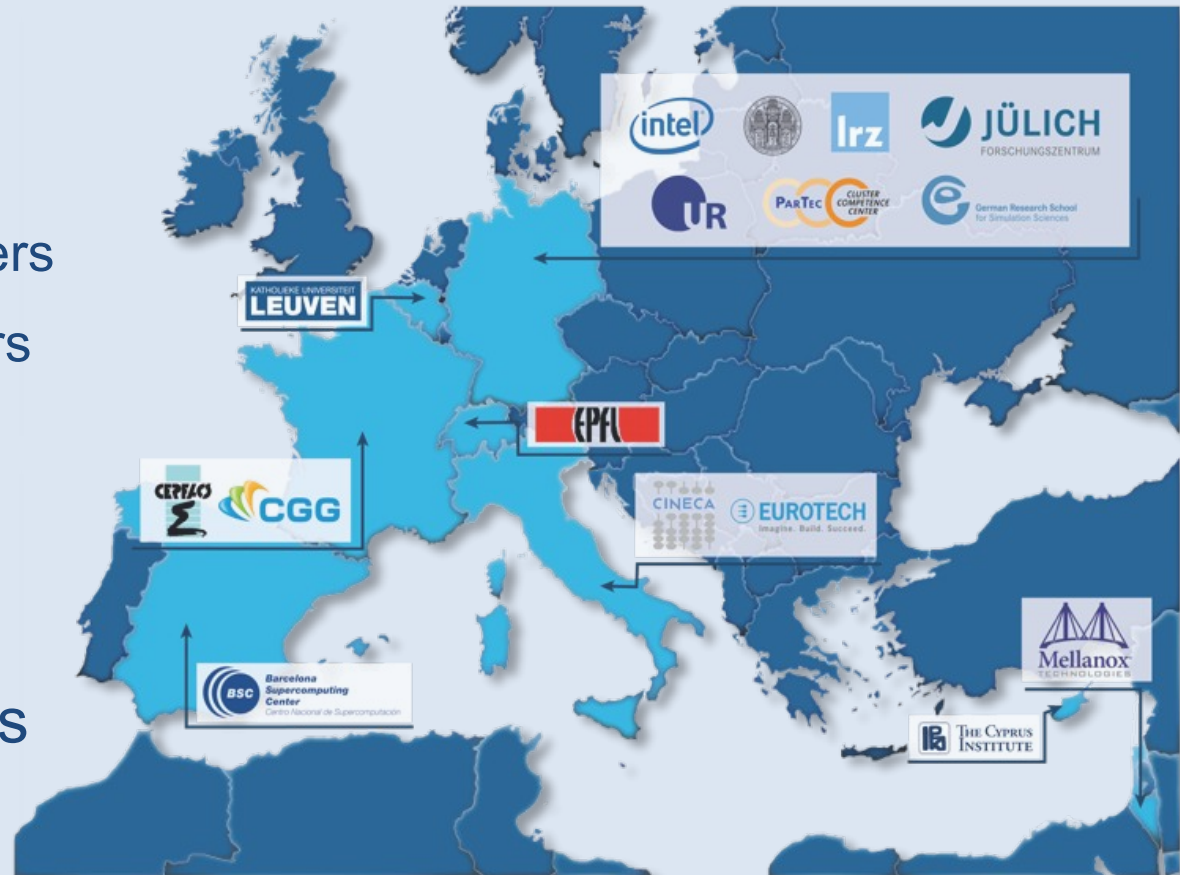 intel
lrz
JÜLICH
FORSCHUNGSZENTRUM
UR
PARTEC
CLUSTER
COMPETENCE
CENTER
German Research School
for Simulation Sciences
ers
rs
KATHOLIEKE UNIVERSITEIT
LEUVEN
EPFL
CERFACS
CGG
CINECA
EUROTECH
Imagine. Build. Succeed.
Mellanox
TECHNOLOGIES
BSC
Barcelona
Supercomputing
Center
Centro Nacional de Supercomputación
s
THE CYPRUS
INSTITUTE